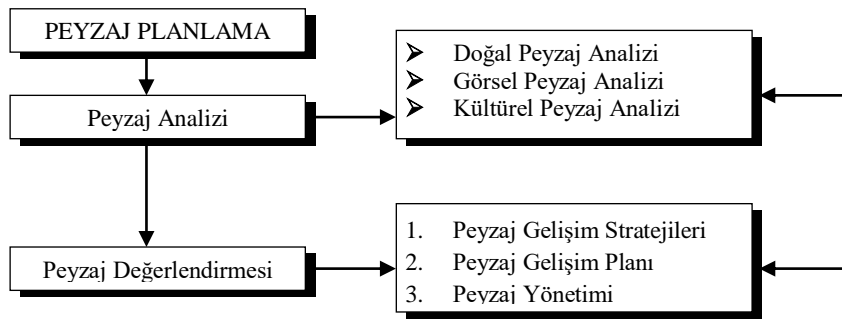 PEYZAJ PLANLAMA
Peyzaj Analizi
➢ Doğal Peyzaj Analizi
➢ Görsel Peyzaj Analizi
➢ Kültürel Peyzaj Analizi
Peyzaj Değerlendirmesi
1. Peyzaj Gelişim Stratejileri
2. Peyzaj Gelişim Planı
3. Peyzaj Yönetimi